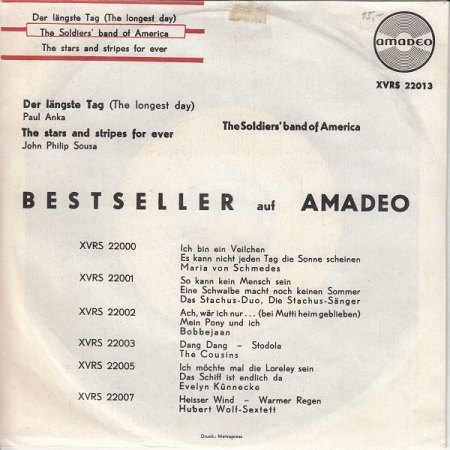 Der längste Tag (The longest day)
The Soldiers' band of America
The stars and stripes for ever
15,-
amadeo
XVRS 22013
Der längste Tag (The longest day)
Paul Anka
The stars and stripes for ever
John Philip Sousa
The Soldiers' band of America
BESTSELLER auf AMADEO
XVRS 22000 Ich bin ein Veilchen
Es kann nicht jeden Tag die Sonne scheinen
Maria von Schmedes
XVRS 22001 So kann kein Mensch sein
Eine Schwalbe macht noch keinen Sommer
Das Stachus-Duo, Die Stachus-Sänger
XVRS 22002 Ach, wär ich nur... (bei Mutti heim geblieben)
Mein Pony und ich
Bobbejaan
XVRS 22003 Dang Dang – Stodola
The Cousins
XVRS 22005 Ich möchte mal die Loreley sein
Das Schiff ist endlich da
Evelyn Künnecke
XVRS 22007 Heisser Wind – Warmer Regen
Hubert Wolf-Sextett
Druck: Metropress